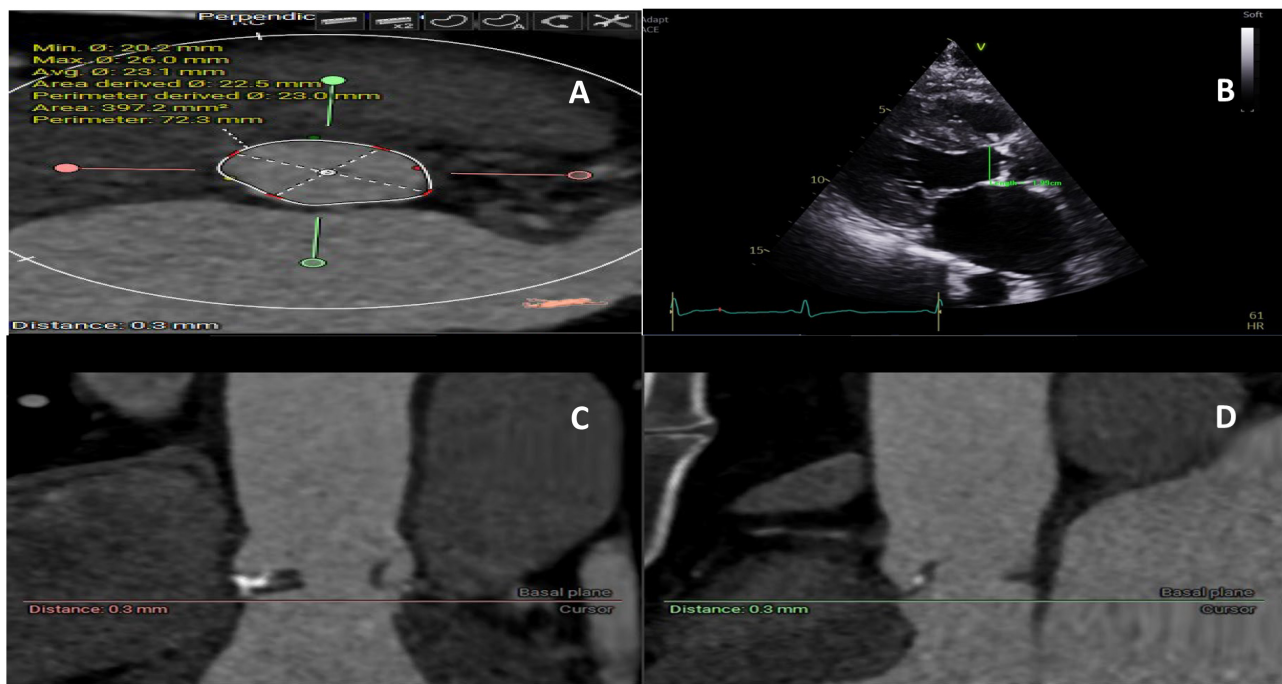 Perpendic
RC
x2
A
Min. Ø: 20.2 mm
Max. Ø: 26.0 mm
Avg. Ø: 23.1 mm
Area derived Ø: 22.5 mm
Perimeter derived Ø: 23.0 mm
Area: 397.2 mm²
Perimeter: 72.3 mm
A
Distance: 0.3 mm
Adapt
ACE
Soft
V
B
5
10
15
61
HR
C
Basal plane
Distance: 0.3 mm
Cursor
D
Basal plane
Distance: 0.3 mm
Cursor